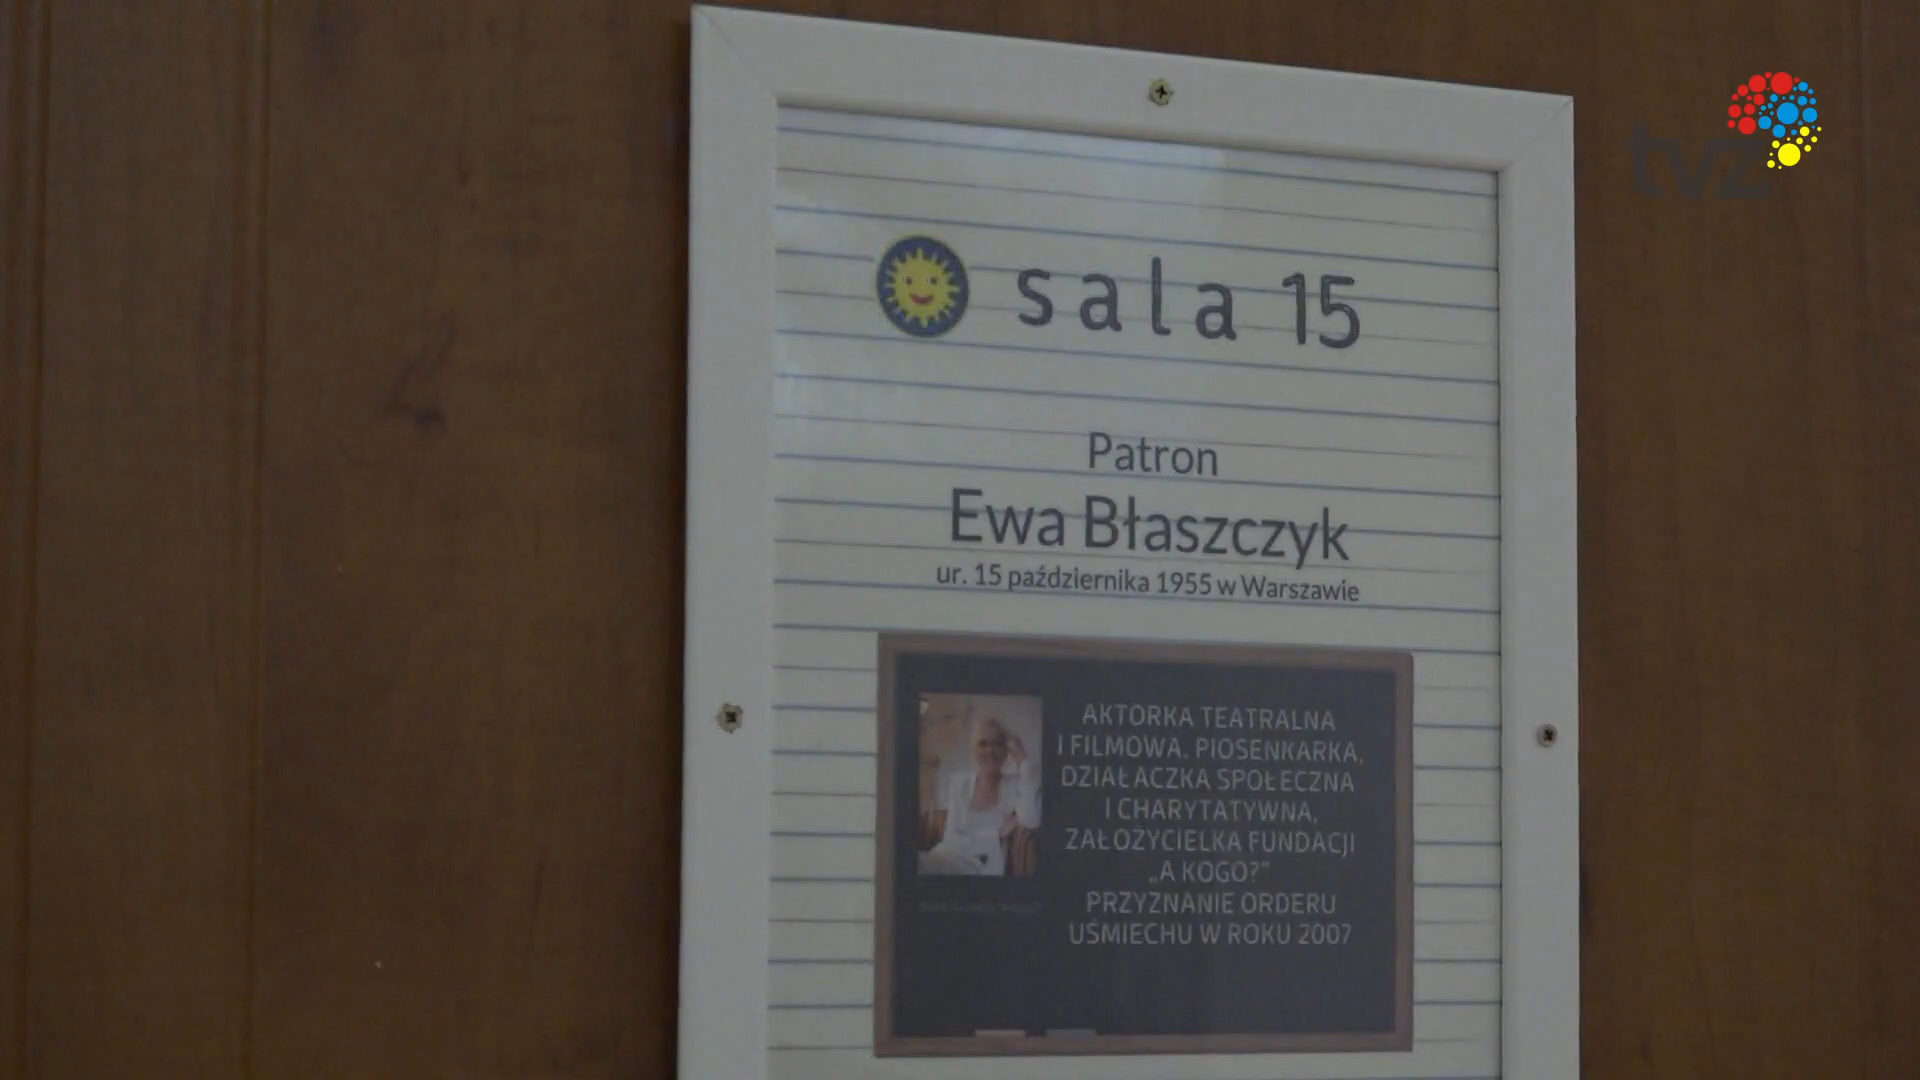 tvz
sala 15
Patron
Ewa Błaszczyk
ur. 15 października 1955 w Warszawie
AKTORKA TEATRALNA
I FILMOWA. PIOSENKARKA,
DZIAŁACZKA SPOŁECZNA
I CHARYTATYWNA,
ZAŁOŻYCIELKA FUNDACJI
„A KOGO?"
PRZYZNANIE ORDERU
UŚMIECHU W ROKU 2007